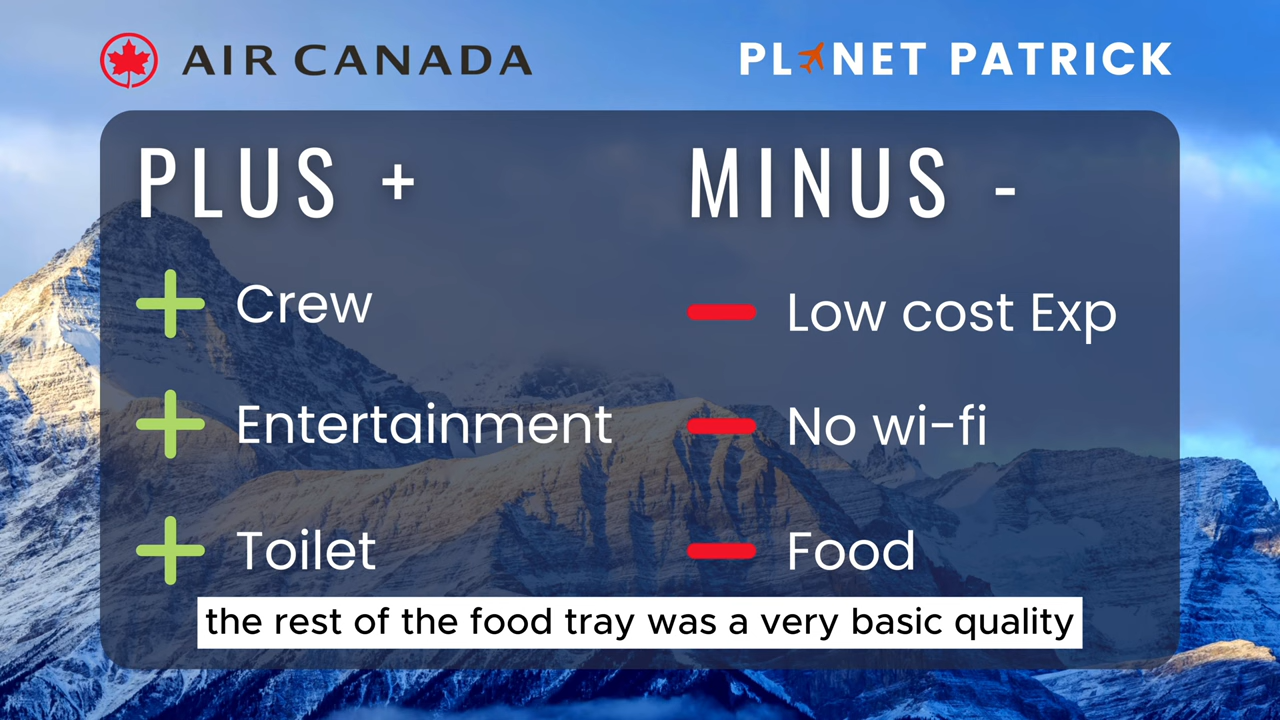 AIR CANADA
PLANET PATRICK
PLUS +
Crew
Entertainment
Toilet
MINUS -
Low cost Exp
No wi-fi
Food
the rest of the food tray was a very basic quality